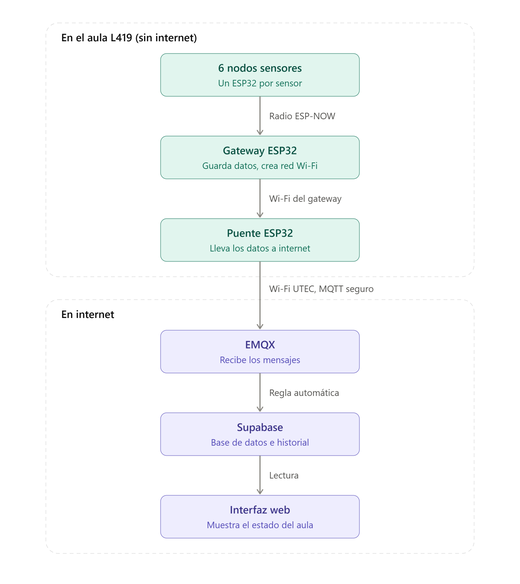 En el aula L419 (sin internet)
6 nodos sensores
Un ESP32 por sensor
Radio ESP-NOW
Gateway ESP32
Guarda datos, crea red Wi-Fi
Wi-Fi del gateway
Puente ESP32
Lleva los datos a internet
Wi-Fi UTEC, MQTT seguro
En internet
EMQX
Recibe los mensajes
Regla automática
Supabase
Base de datos e historial
Lectura
Interfaz web
Muestra el estado del aula